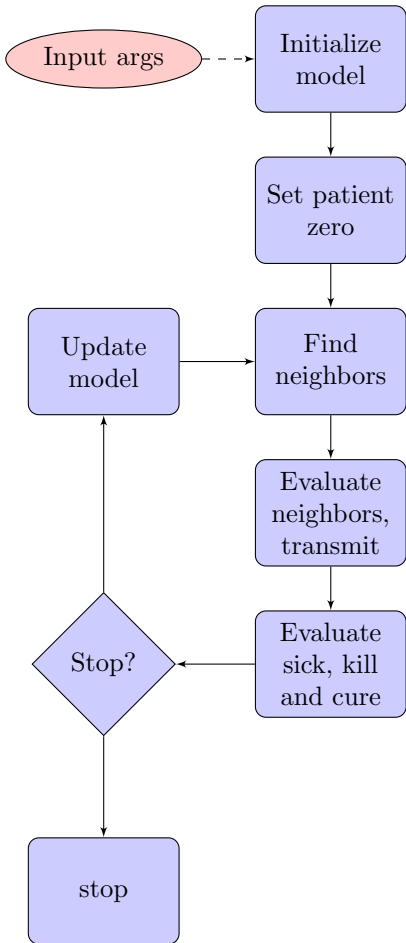 Input args
Initialize
model
Set patient
zero
Update
model
Find
neighbors
Evaluate
neighbors,
transmit
Stop?
Evaluate
sick, kill
and cure
stop